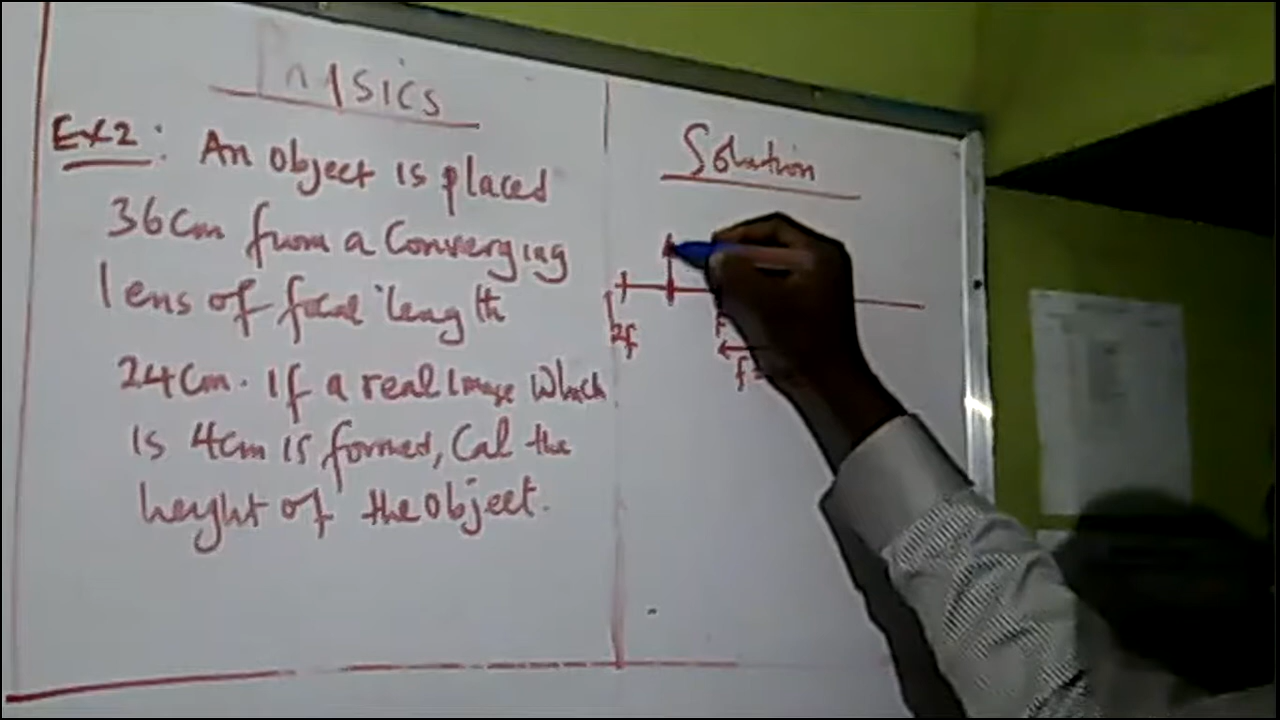 Physics
Ex2: An object is placed
36cm from a Converging
lens of focal length
24cm. If a real image which
is 4cm is formed, Cal the
height of the object.
Solution
2f
F
f=